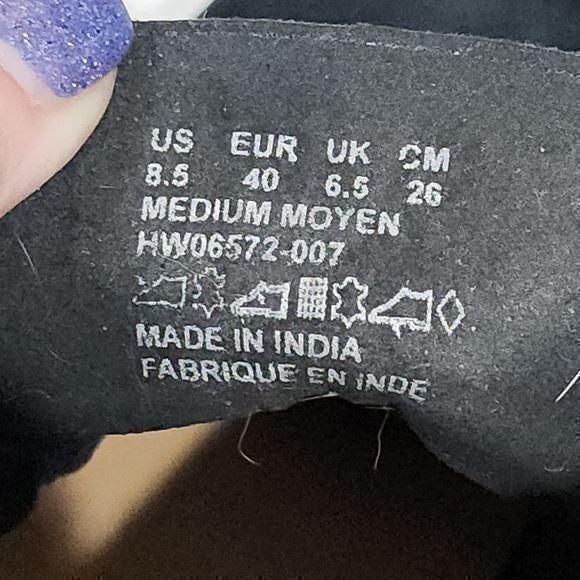 US EUR UK CM
8.5 40 6.5 26
MEDIUM MOYEN
HW06572-007
MADE IN INDIA
FABRIQUE EN INDE